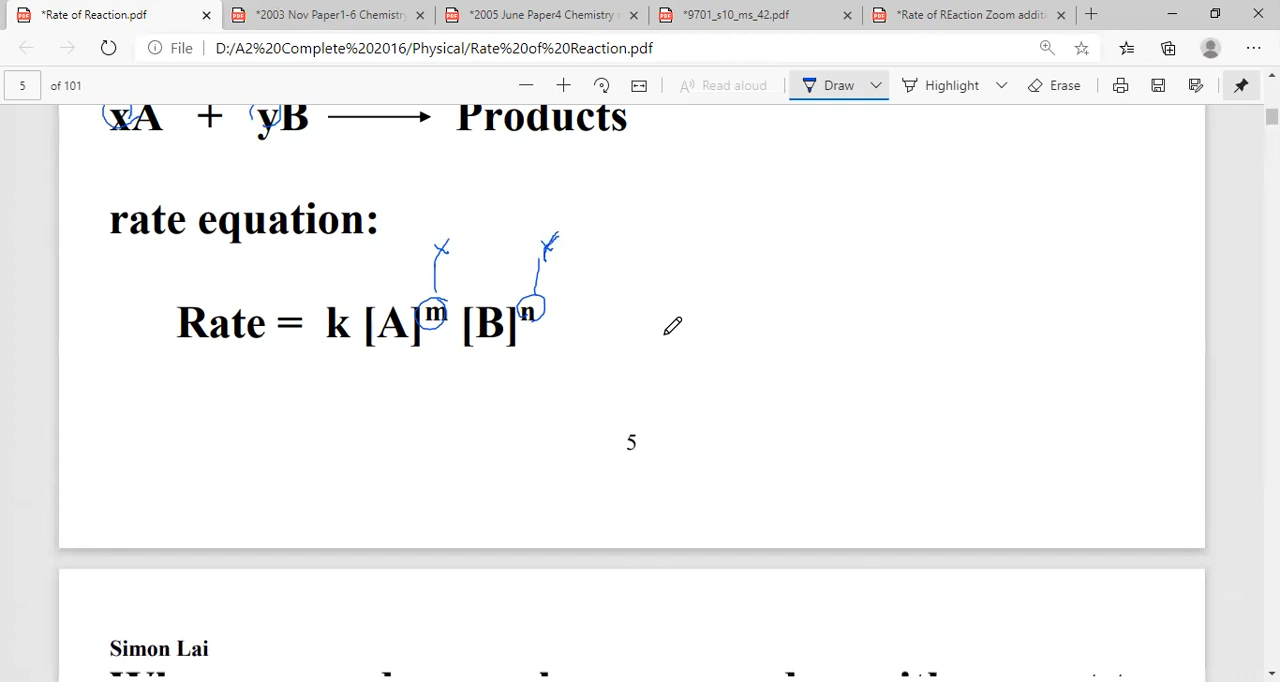 *Rate of Reaction.pdf
*2003 Nov Paper1-6 Chemistry
*2005 June Paper4 Chemistry
*9701_s10_ms_42.pdf
*Rate of REaction Zoom addit
File
D:/A2%20Complete%202016/Physical/Rate%20of%20Reaction.pdf
5 of 101
Read aloud
Draw
Highlight
Erase
xA + yB ⟶ Products
rate equation:
x
Rate = k [A]^m [B]^n
5
Simon Lai